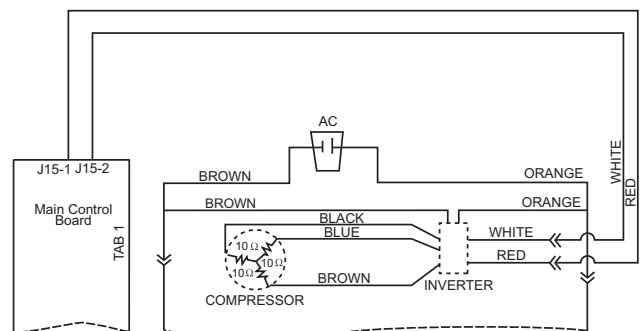 J15-1 J15-2
Main Control
Board
TAB 1
AC
BROWN
ORANGE
BROWN
ORANGE
WHITE
RED
BLACK
BLUE
WHITE
RED
10 Ω
10 Ω
10 Ω
BROWN
INVERTER
COMPRESSOR